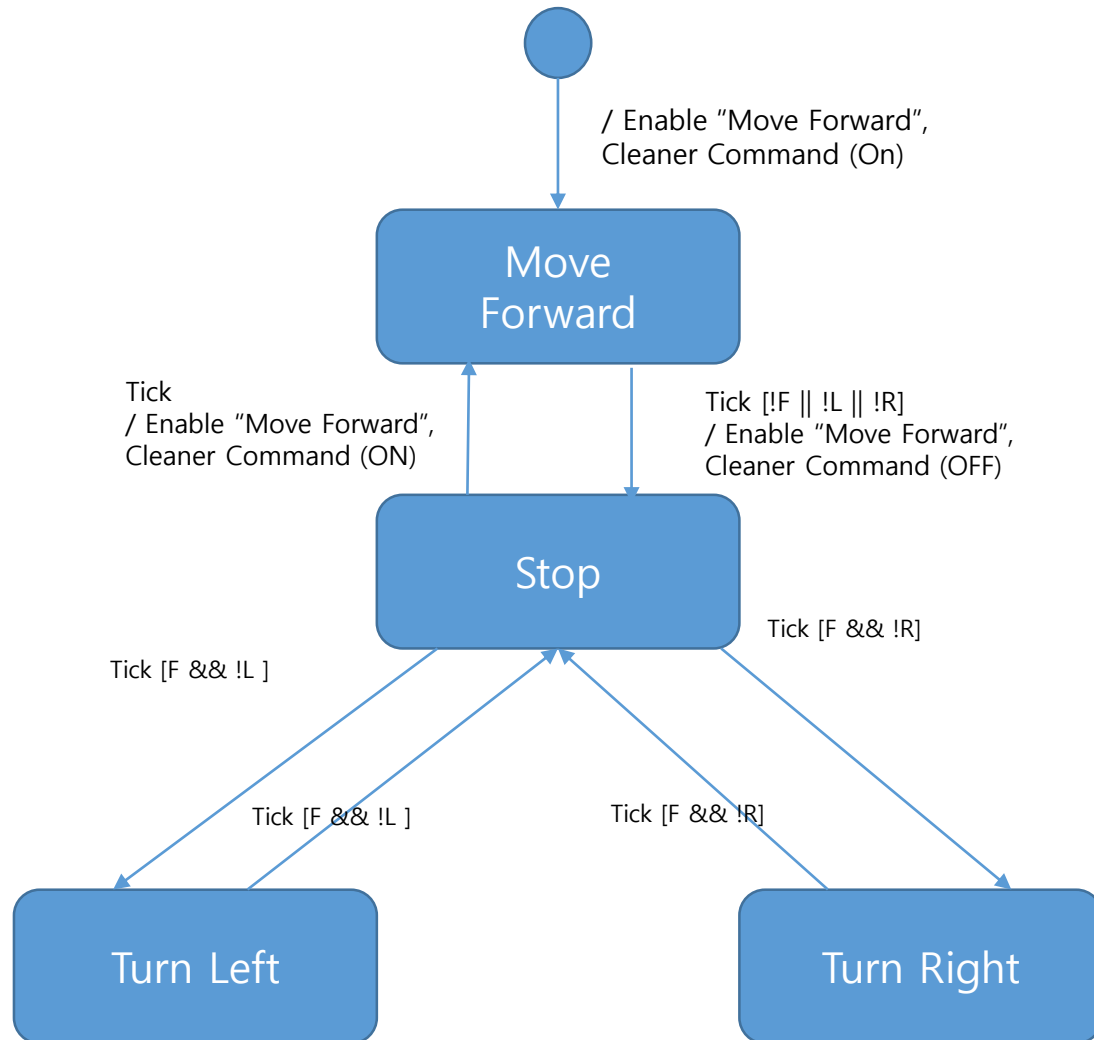 / Enable "Move Forward",
Cleaner Command (On)
Move
Forward
Tick
/ Enable "Move Forward",
Cleaner Command (ON)
Tick [!F || !L || !R]
/ Enable "Move Forward",
Cleaner Command (OFF)
Stop
Tick [F && !R]
Tick [F && !L ]
Tick [F && !L ]
Tick [F && !R]
Turn Left
Turn Right